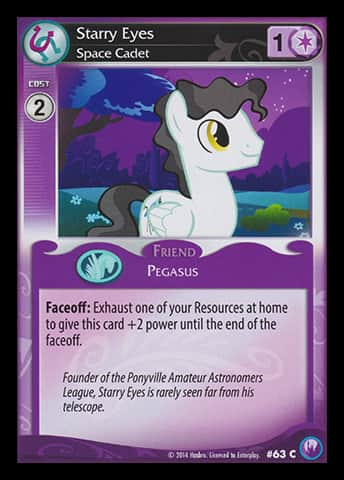 Starry Eyes
Space Cadet
1
COST
2
FRIEND
PEGASUS
Faceoff: Exhaust one of your Resources at home
to give this card +2 power until the end of the
faceoff.
Founder of the Ponyville Amateur Astronomers
League, Starry Eyes is rarely seen far from his
telescope.
© 2014 Hasbro. Licensed to Enterplay.
#63 C